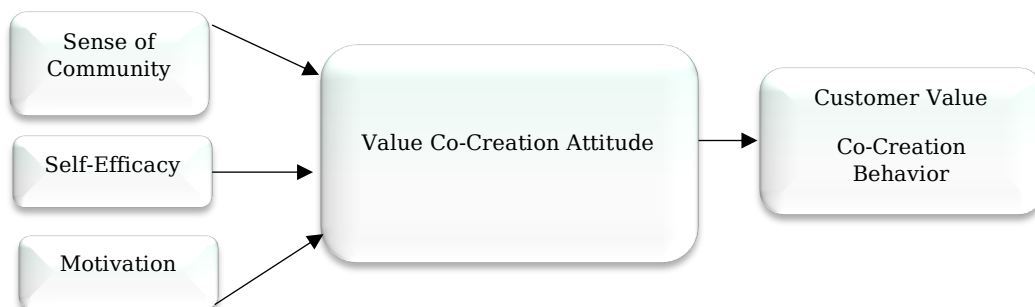 Sense of
Community
Self-Efficacy
Motivation
Value Co-Creation Attitude
Customer Value
Co-Creation
Behavior